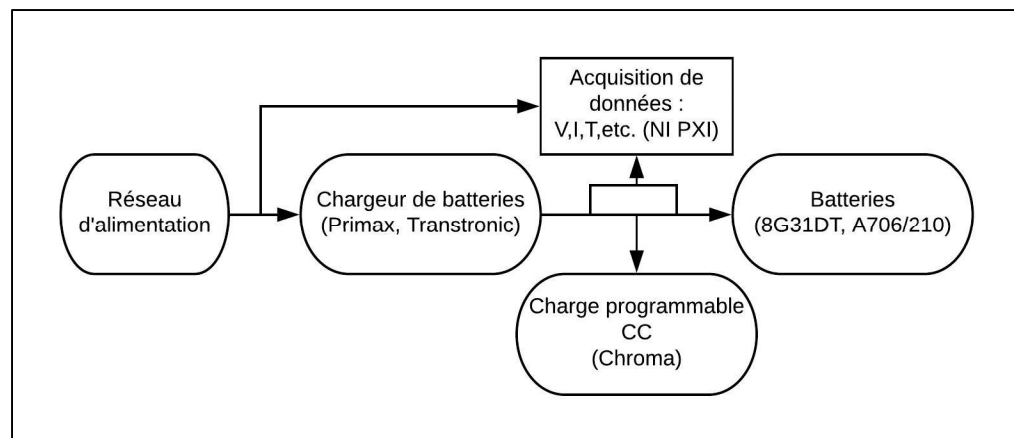 Acquisition de
données :
V,I,T,etc. (NI PXI)
Réseau
d'alimentation
Chargeur de batteries
(Primax, Transtronic)
Batteries
(8G31DT, A706/210)
Charge programmable
CC
(Chroma)